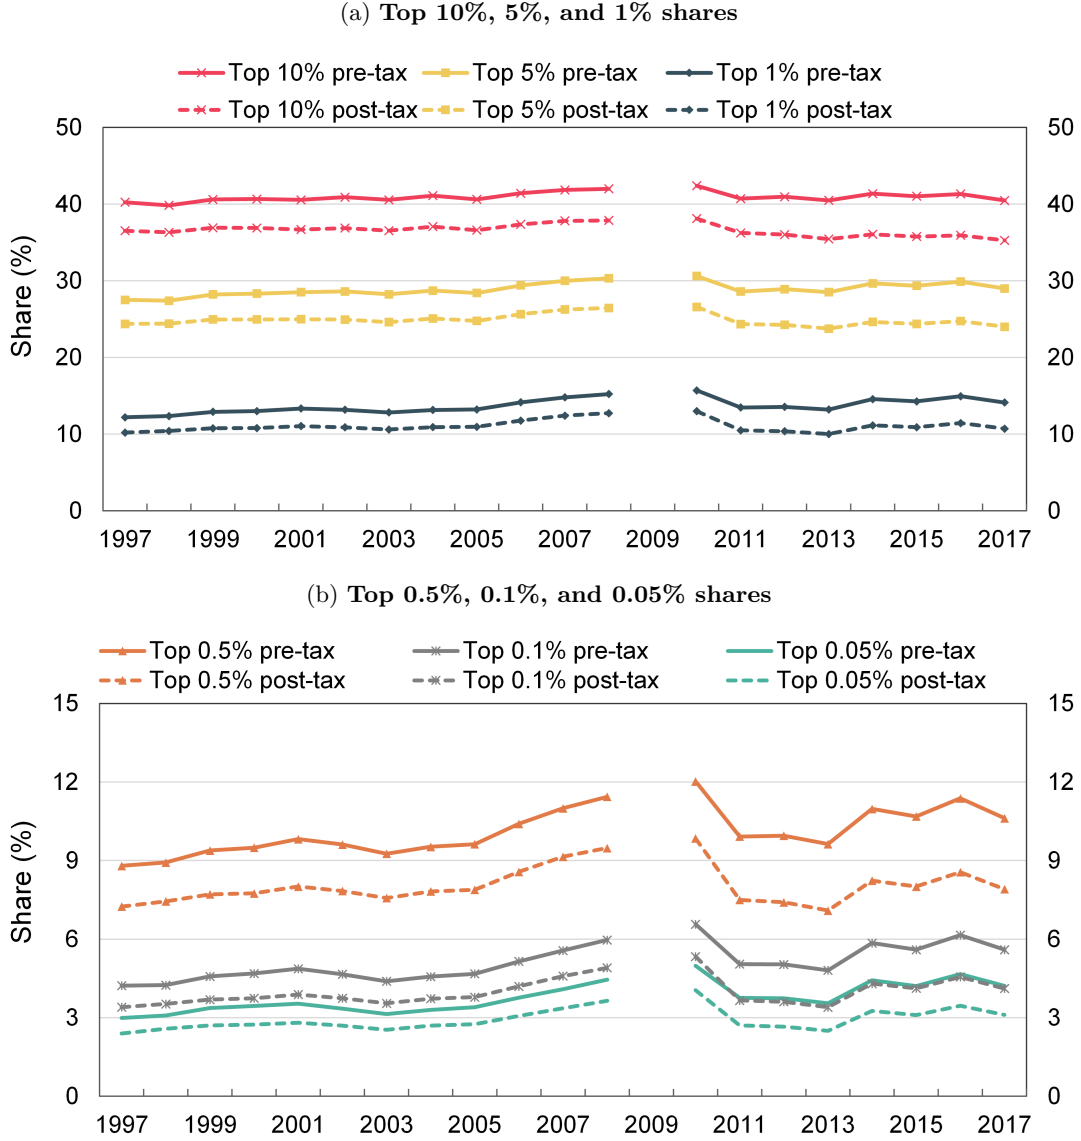 (a) Top 10%, 5%, and 1% shares
Top 10% pre-tax Top 5% pre-tax Top 1% pre-tax
Top 10% post-tax Top 5% post-tax Top 1% post-tax
50 50
40 40
30 30
20 20
10 10
0 0
Share (%)
1997 1999 2001 2003 2005 2007 2009 2011 2013 2015 2017
(b) Top 0.5%, 0.1%, and 0.05% shares
Top 0.5% pre-tax Top 0.1% pre-tax Top 0.05% pre-tax
Top 0.5% post-tax Top 0.1% post-tax Top 0.05% post-tax
15 15
12 12
9 9
6 6
3 3
0 0
Share (%)
1997 1999 2001 2003 2005 2007 2009 2011 2013 2015 2017